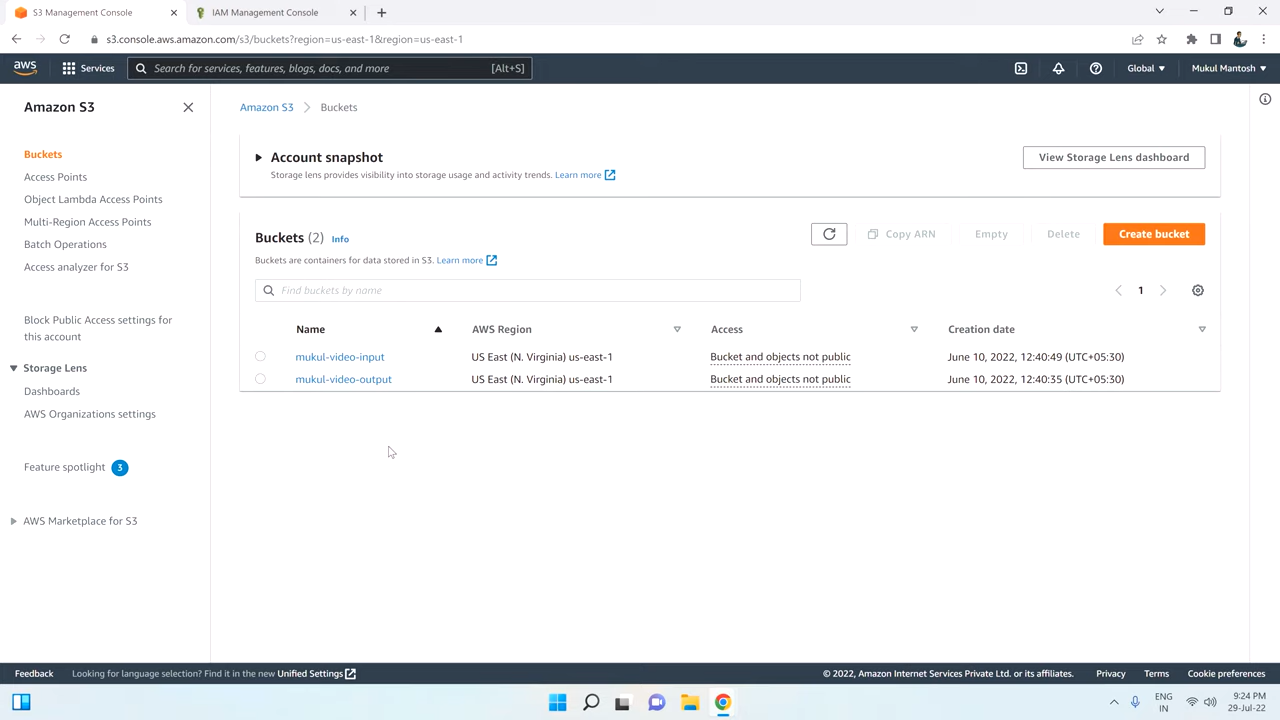 S3 Management Console
IAM Management Console
s3.console.aws.amazon.com/s3/buckets?region=us-east-1&region=us-east-1
aws
Services
Search for services, features, blogs, docs, and more
[Alt+S]
Global
Mukul Mantosh
Amazon S3
Buckets
Access Points
Object Lambda Access Points
Multi-Region Access Points
Batch Operations
Access analyzer for S3
Block Public Access settings for
this account
Storage Lens
Dashboards
AWS Organizations settings
Feature spotlight 3
AWS Marketplace for S3
Amazon S3 Buckets
Account snapshot
Storage lens provides visibility into storage usage and activity trends. Learn more
View Storage Lens dashboard
Buckets (2) Info
Buckets are containers for data stored in S3. Learn more
Copy ARN
Empty
Delete
Create bucket
Find buckets by name
1
Name AWS Region Access Creation date
mukul-video-input US East (N. Virginia) us-east-1 Bucket and objects not public June 10, 2022, 12:40:49 (UTC+05:30)
mukul-video-output US East (N. Virginia) us-east-1 Bucket and objects not public June 10, 2022, 12:40:35 (UTC+05:30)
Feedback
Looking for language selection? Find it in the new Unified Settings
© 2022, Amazon Internet Services Private Ltd. or its affiliates.
Privacy
Terms
Cookie preferences
ENG
IN
9:24 PM
29-Jul-22